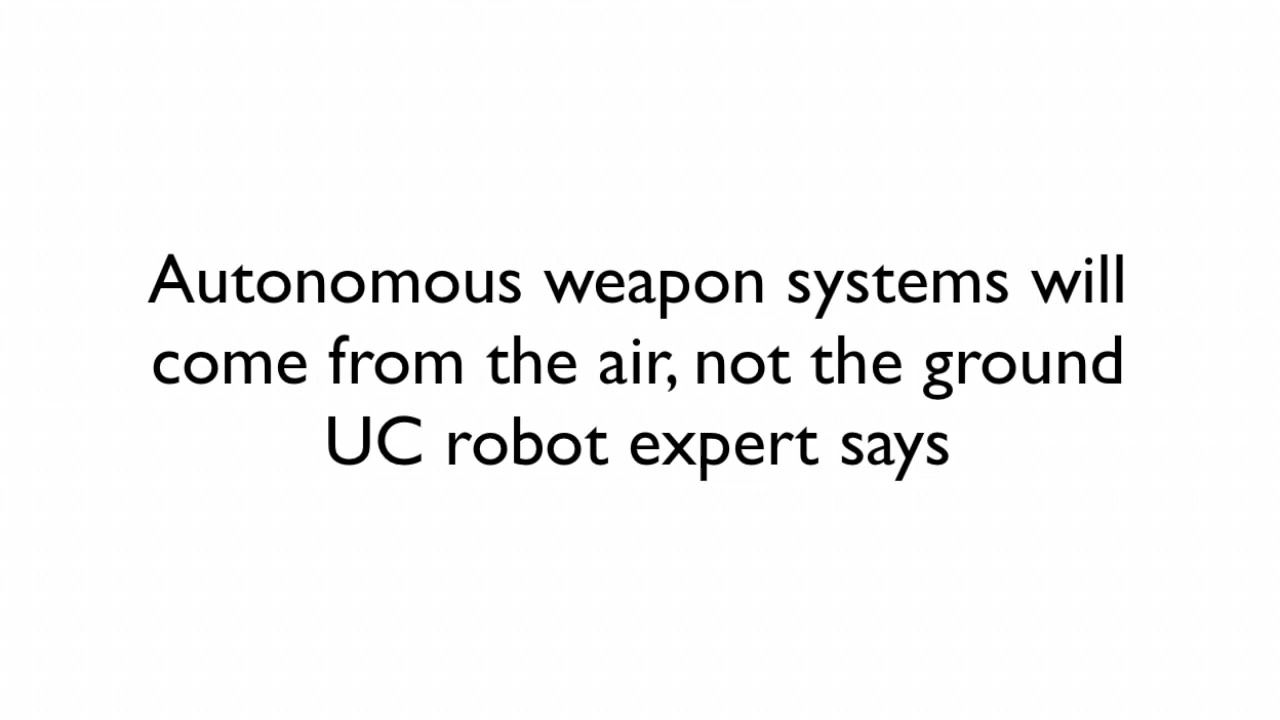 Autonomous weapon systems will
come from the air, not the ground
UC robot expert says